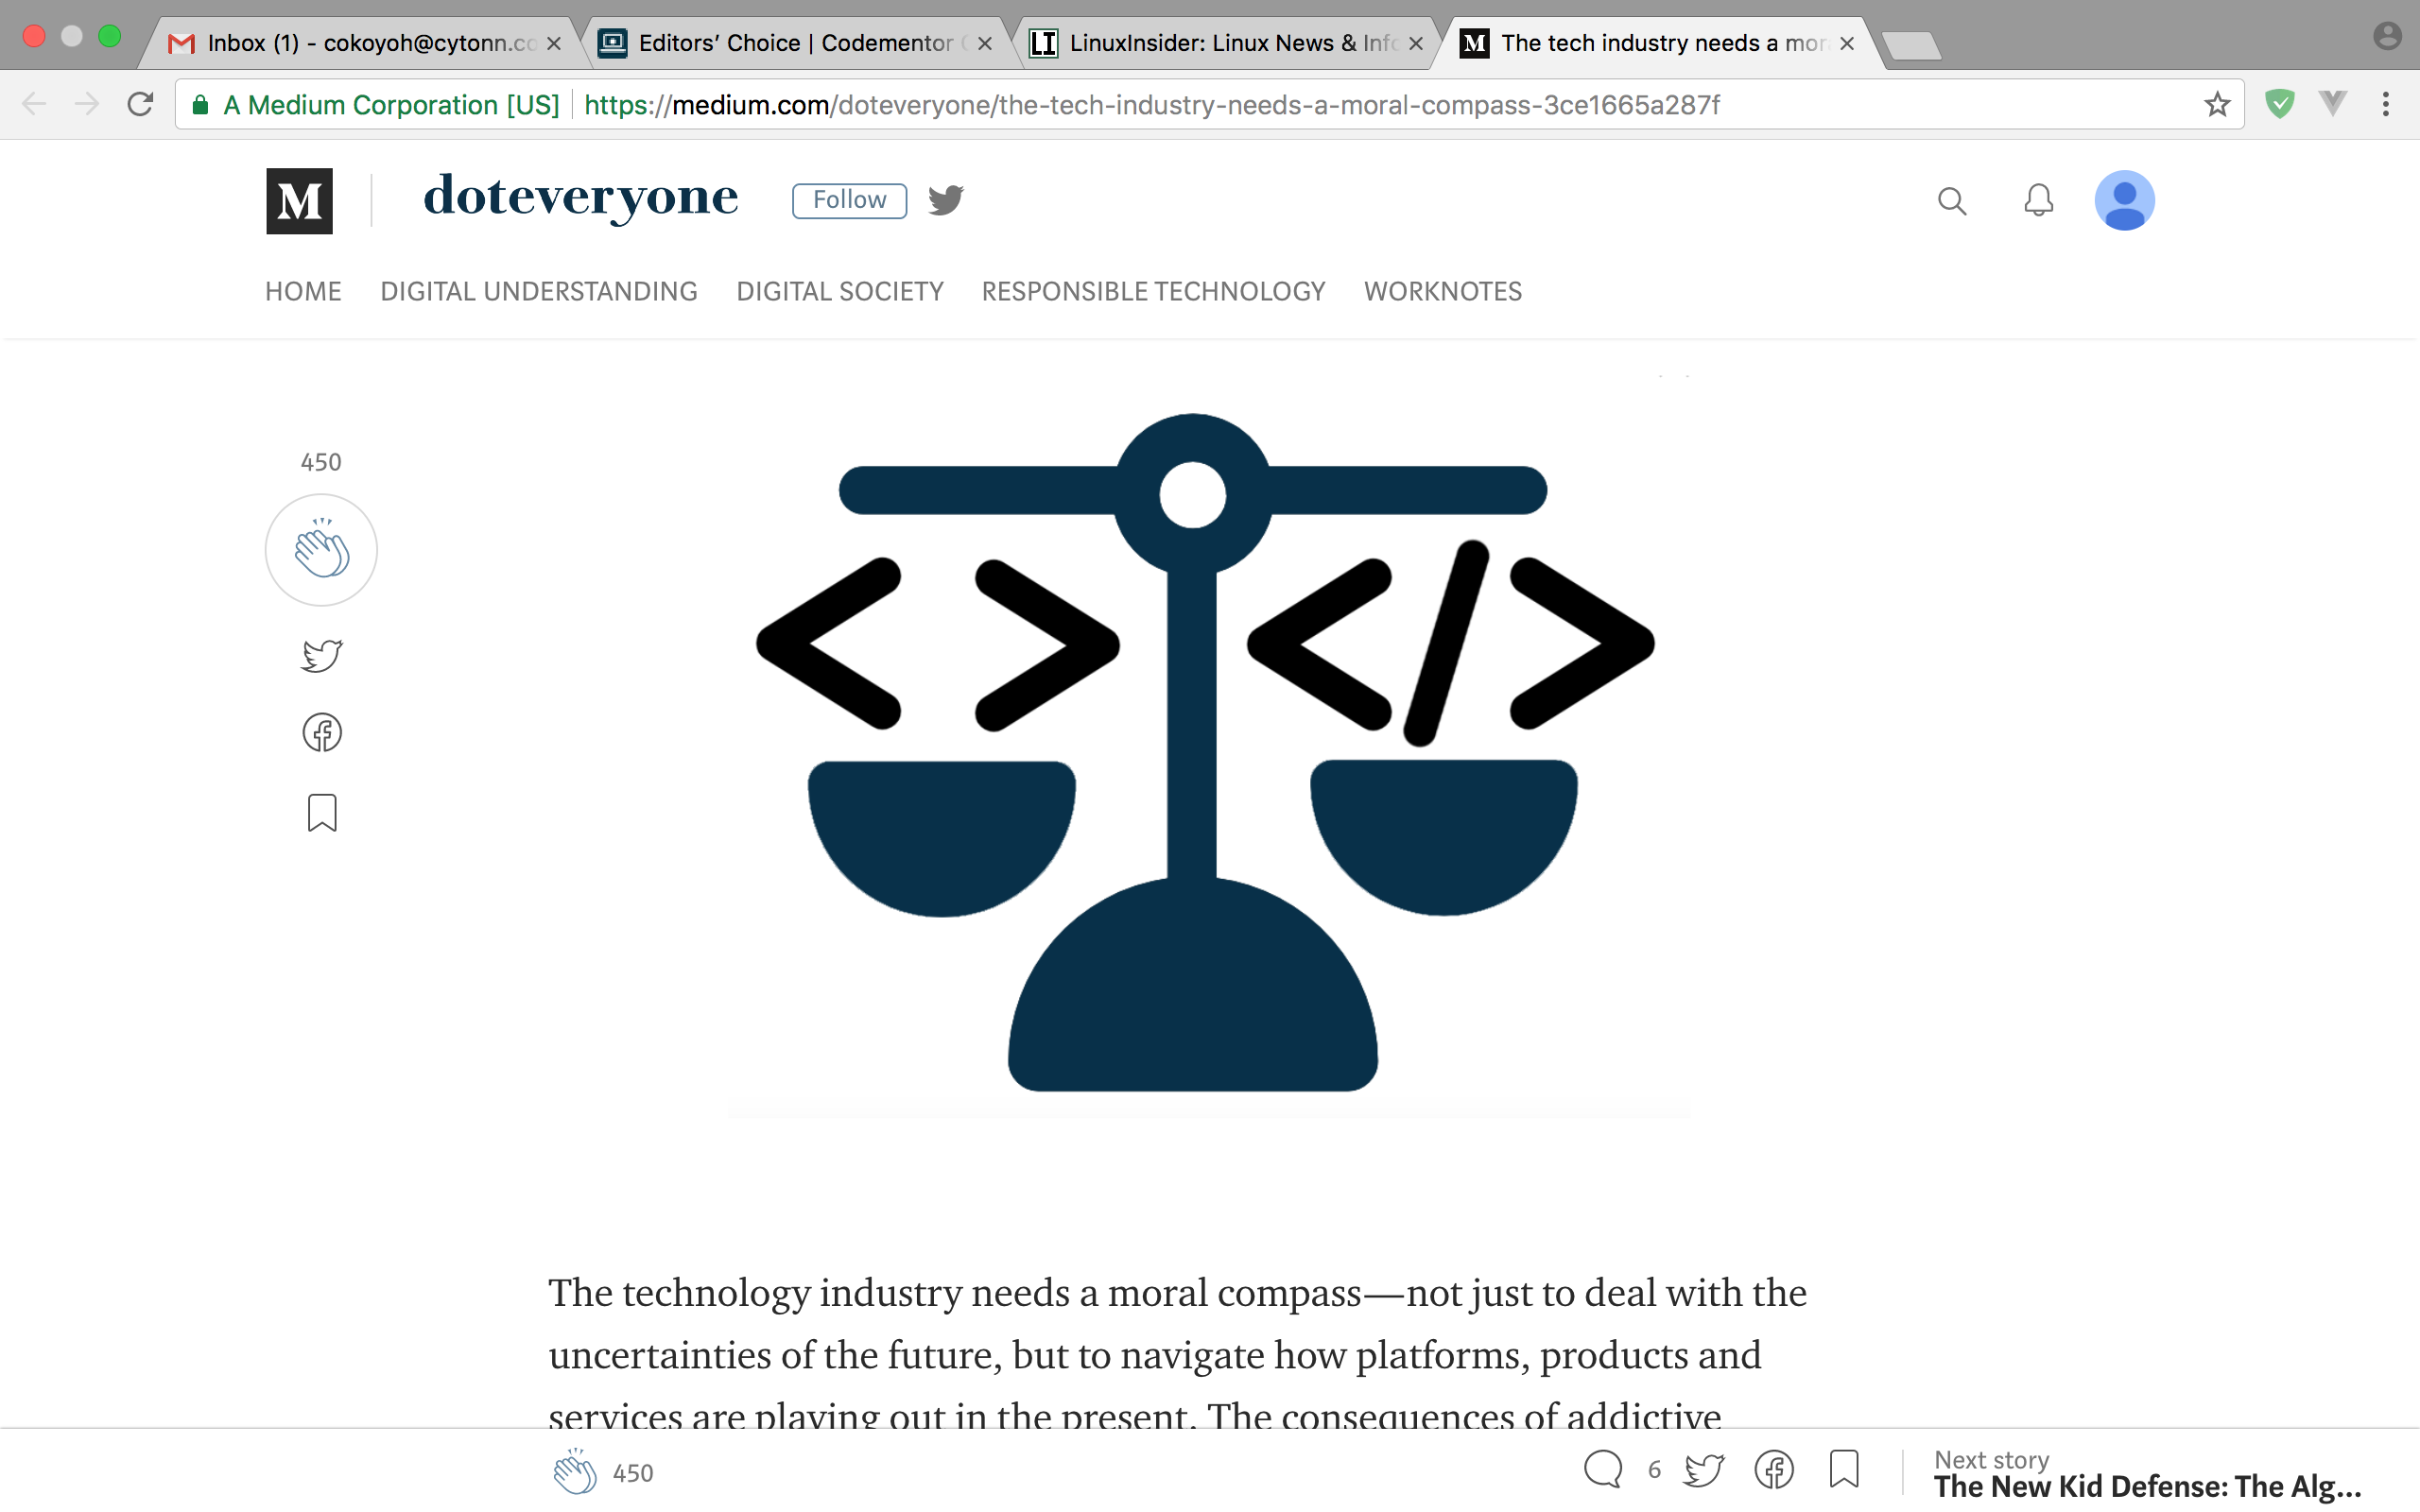 Inbox (1) - cokoyoh@cytonn.co
Editors’ Choice | Codementor
LinuxInsider: Linux News & Info
The tech industry needs a mor
A Medium Corporation [US]
https://medium.com/doteveryone/the-tech-industry-needs-a-moral-compass-3ce1665a287f
M
doteveryone
Follow
HOME DIGITAL UNDERSTANDING DIGITAL SOCIETY RESPONSIBLE TECHNOLOGY WORKNOTES
450
< > </>
The technology industry needs a moral compass—not just to deal with the
uncertainties of the future, but to navigate how platforms, products and
services are playing out in the present. The consequences of addictive
450
6
Next story
The New Kid Defense: The Alg...